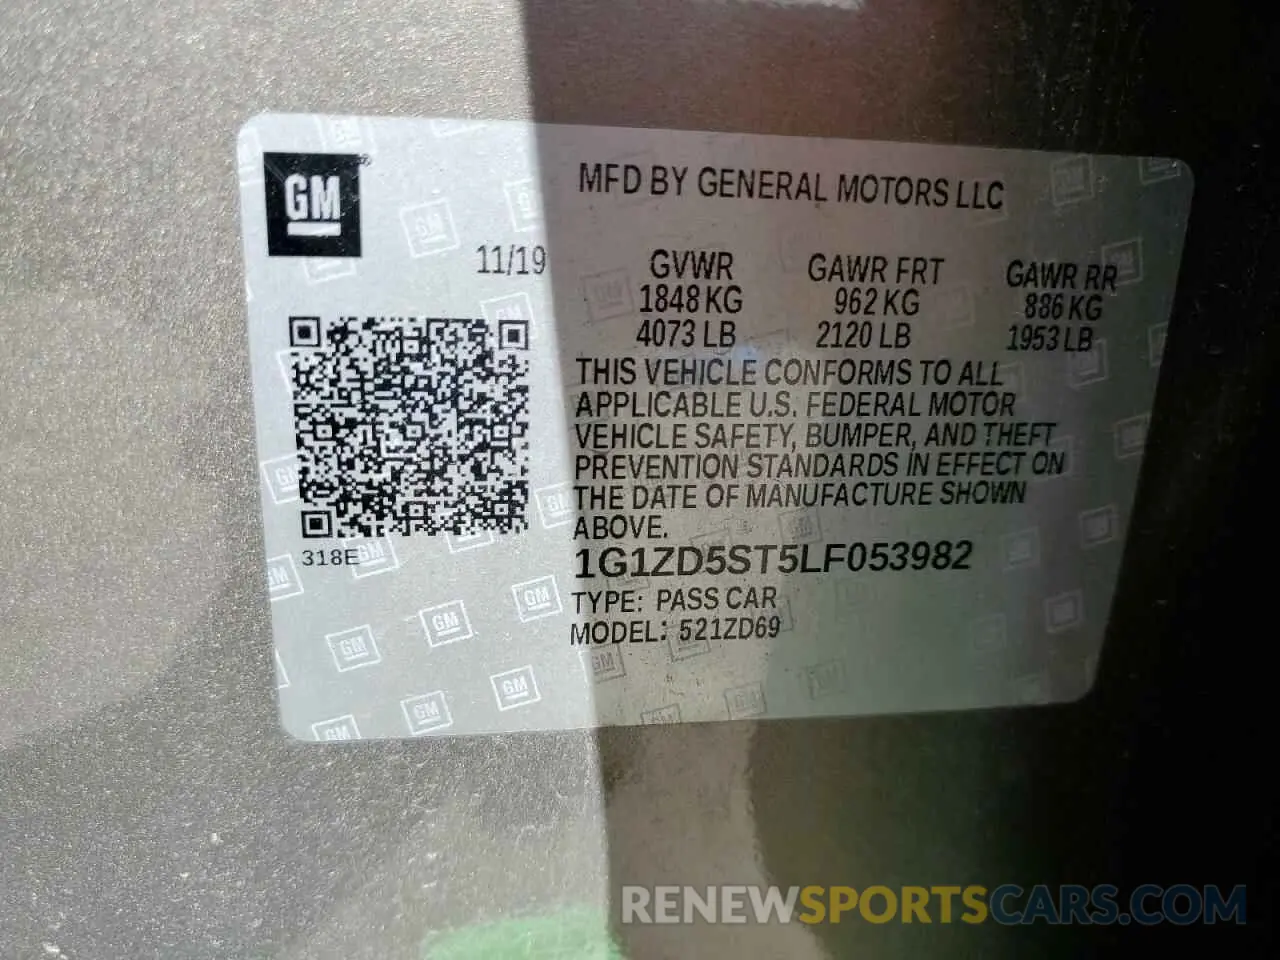 GM
MFD BY GENERAL MOTORS LLC
11/19
GVWR GAWR FRT GAWR RR
1848 KG 962 KG 886 KG
4073 LB 2120 LB 1953 LB
THIS VEHICLE CONFORMS TO ALL
APPLICABLE U.S. FEDERAL MOTOR
VEHICLE SAFETY, BUMPER, AND THEFT
PREVENTION STANDARDS IN EFFECT ON
THE DATE OF MANUFACTURE SHOWN
ABOVE.
318E
1G1ZD5ST5LF053982
TYPE: PASS CAR
MODEL: 521ZD69
RENEWSPORTSCARS.COM